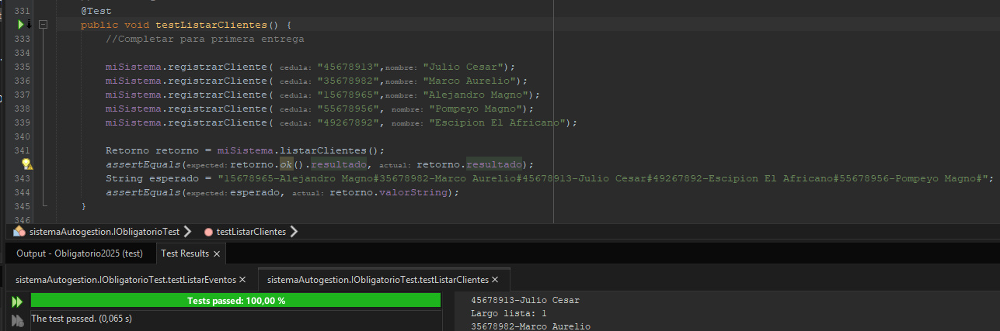 331 @Test
public void testListarClientes() {
333 //Completar para primera entrega
334
335 miSistema.registrarCliente( cedula: "45678913",nombre: "Julio Cesar");
336 miSistema.registrarCliente( cedula: "35678982",nombre: "Marco Aurelio");
337 miSistema.registrarCliente( cedula: "15678965",nombre: "Alejandro Magno");
338 miSistema.registrarCliente( cedula: "55678956", nombre: "Pompeyo Magno");
339 miSistema.registrarCliente( cedula: "49267892", nombre: "Escipion El Africano");
340
341 Retorno retorno = miSistema.listarClientes();
assertEquals(expected: retorno.ok().resultado, actual: retorno.resultado);
343 String esperado = "15678965-Alejandro Magno#35678982-Marco Aurelio#45678913-Julio Cesar#49267892-Escipion El Africano#55678956-Pompeyo Magno#";
344 assertEquals(expected: esperado, actual: retorno.valorString);
345 }
346
sistemaAutogestion.IObligatorioTest testListarClientes
Output - Obligatorio2025 (test) Test Results ×
sistemaAutogestion.IObligatorioTest.testListarEventos × sistemaAutogestion.IObligatorioTest.testListarClientes ×
Tests passed: 100,00 %
The test passed. (0,065 s)
45678913-Julio Cesar
Largo lista: 1
35678982-Marco Aurelio